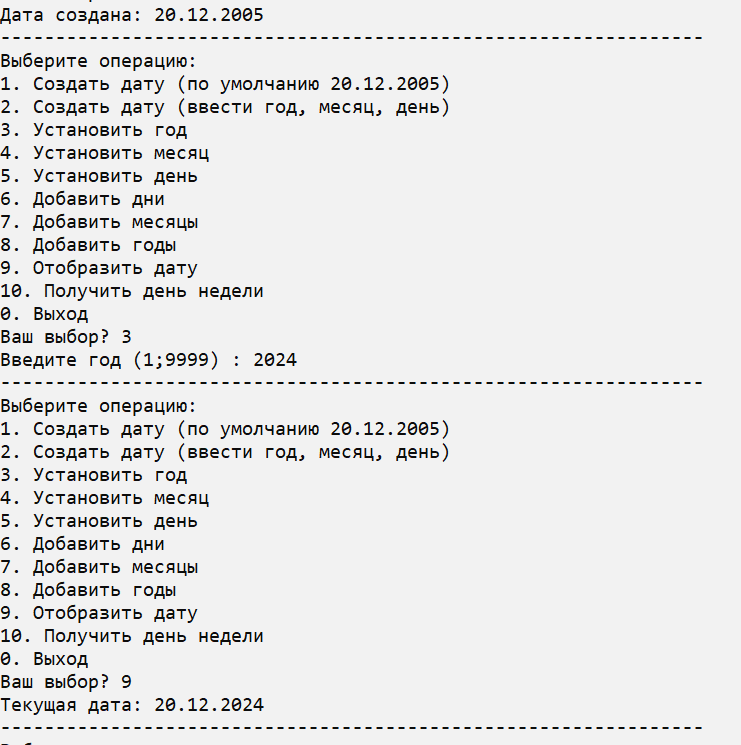 Дата создана: 20.12.2005
----------------------------------------------------------------
Выберите операцию:
1. Создать дату (по умолчанию 20.12.2005)
2. Создать дату (ввести год, месяц, день)
3. Установить год
4. Установить месяц
5. Установить день
6. Добавить дни
7. Добавить месяцы
8. Добавить годы
9. Отобразить дату
10. Получить день недели
0. Выход
Ваш выбор? 3
Введите год (1;9999) : 2024
----------------------------------------------------------------
Выберите операцию:
1. Создать дату (по умолчанию 20.12.2005)
2. Создать дату (ввести год, месяц, день)
3. Установить год
4. Установить месяц
5. Установить день
6. Добавить дни
7. Добавить месяцы
8. Добавить годы
9. Отобразить дату
10. Получить день недели
0. Выход
Ваш выбор? 9
Текущая дата: 20.12.2024
----------------------------------------------------------------